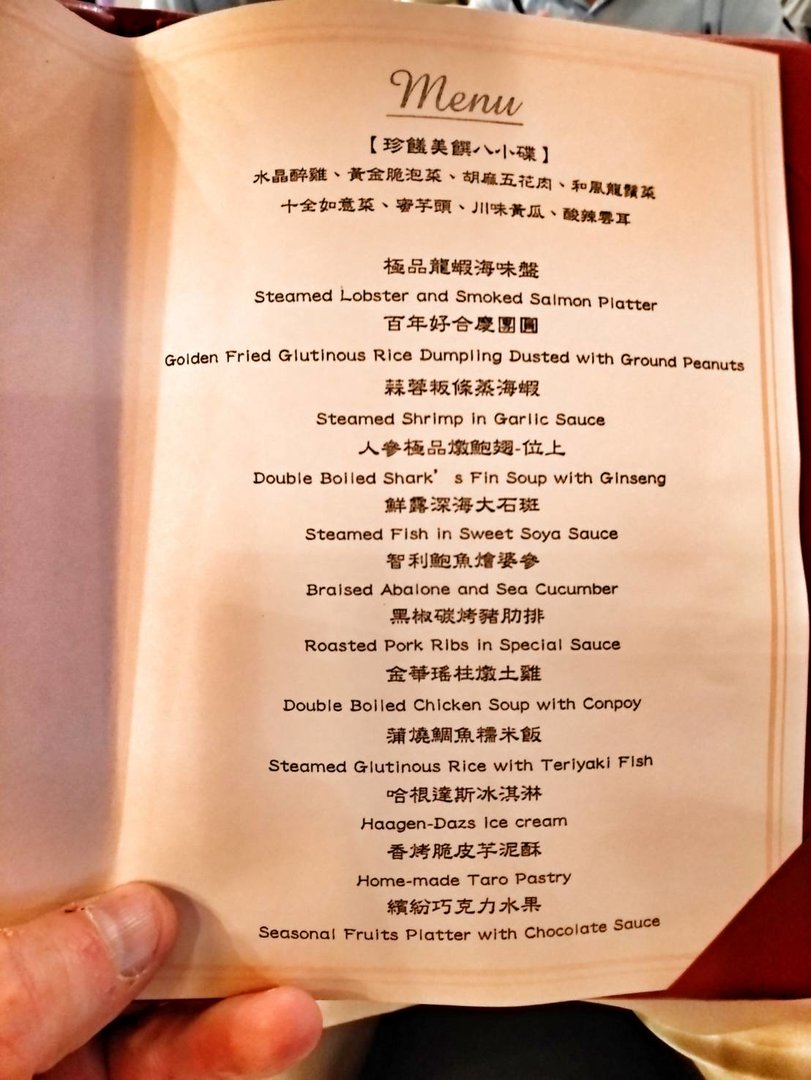 Menu
【珍饈美饌八小碟】
水晶醉雞、黃金脆泡菜、胡麻五花肉、和風龍鬚菜
十全如意菜、蜜芋頭、川味黃瓜、酸辣雲耳
極品龍蝦海味盤
Steamed Lobster and Smoked Salmon Platter
百年好合慶團圓
Golden Fried Glutinous Rice Dumpling Dusted with Ground Peanuts
蒜蓉粄條蒸海蝦
Steamed Shrimp in Garlic Sauce
人參極品燉鮑翅-位上
Double Boiled Shark’s Fin Soup with Ginseng
鮮露深海大石斑
Steamed Fish in Sweet Soya Sauce
智利鮑魚燴婆參
Braised Abalone and Sea Cucumber
黑椒碳烤豬肋排
Roasted Pork Ribs in Special Sauce
金華瑤柱燉土雞
Double Boiled Chicken Soup with Conpoy
蒲燒鯛魚糯米飯
Steamed Glutinous Rice with Teriyaki Fish
哈根達斯冰淇淋
Haagen-Dazs ice cream
香烤脆皮芋泥酥
Home-made Taro Pastry
繽紛巧克力水果
Seasonal Fruits Platter with Chocolate Sauce